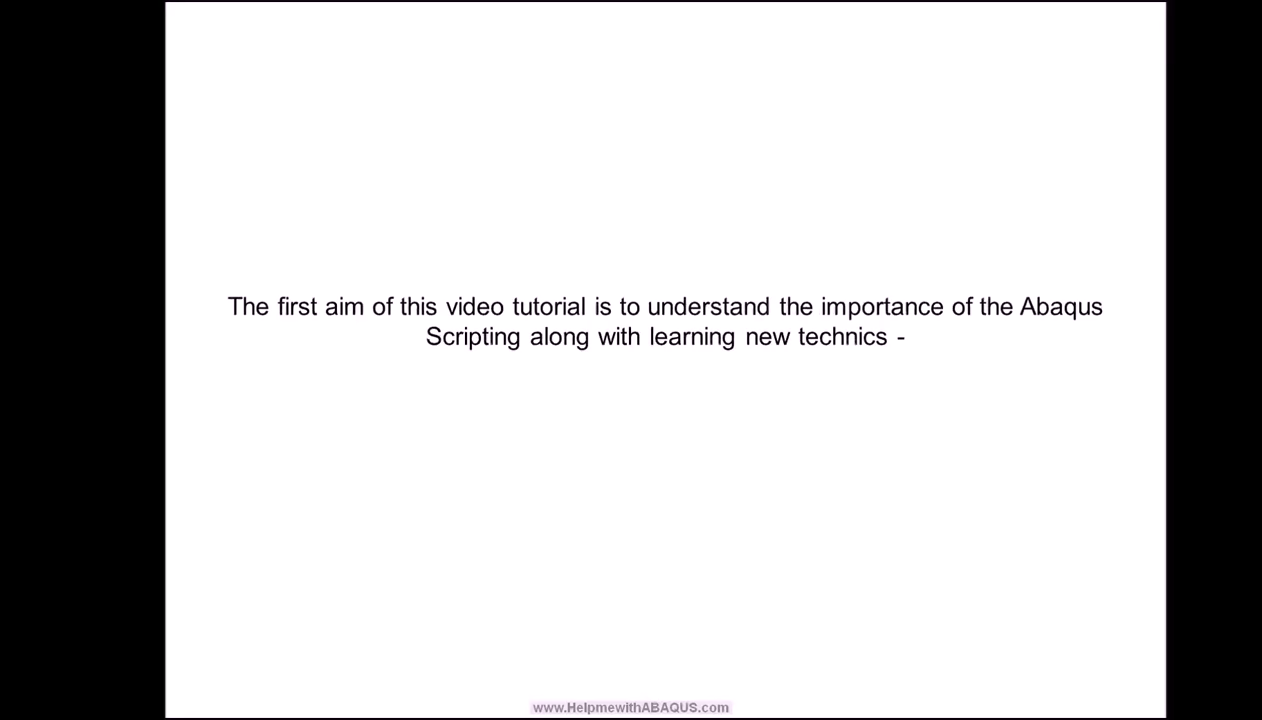 The first aim of this video tutorial is to understand the importance of the Abaqus
Scripting along with learning new technics -
www.HelpmewithABAQUS.com